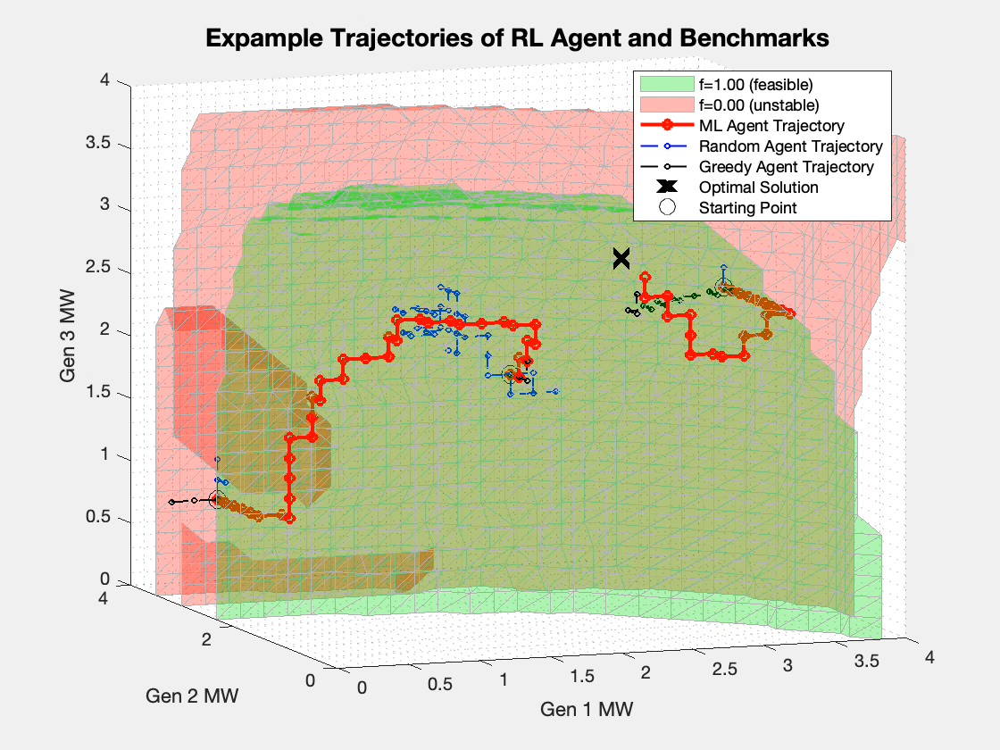 Expample Trajectories of RL Agent and Benchmarks
f=1.00 (feasible)
f=0.00 (unstable)
ML Agent Trajectory
Random Agent Trajectory
Greedy Agent Trajectory
Optimal Solution
Starting Point
4
3.5
3
2.5
2
1.5
1
0.5
0
Gen 3 MW
4
2
0
Gen 2 MW
0
0.5
1
1.5
2
2.5
3
3.5
4
Gen 1 MW